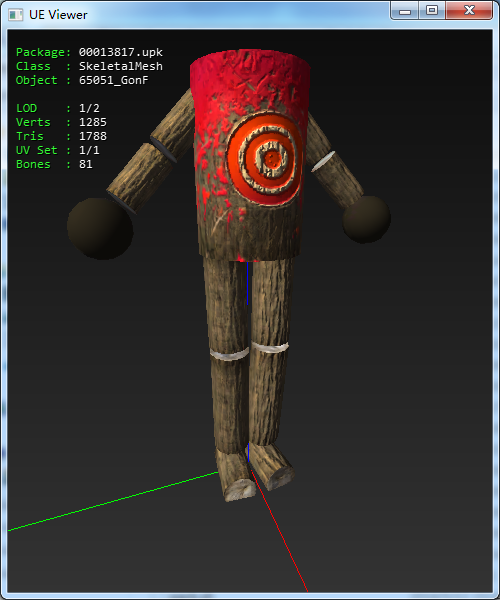 UE Viewer
Package: 00013817.upk
Class : SkeletalMesh
Object : 65051_GonF
LOD : 1/2
Verts : 1285
Tris : 1788
UV Set : 1/1
Bones : 81